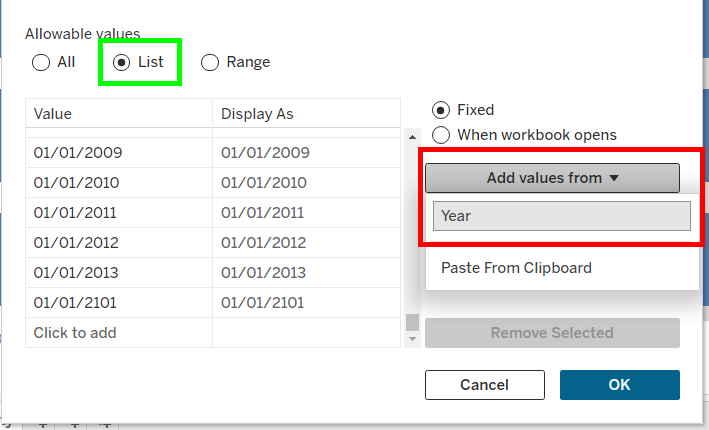 Allowable values
All List Range
Value Display As
Fixed
When workbook opens
01/01/2009 01/01/2009
01/01/2010 01/01/2010
01/01/2011 01/01/2011
01/01/2012 01/01/2012
01/01/2013 01/01/2013
01/01/2101 01/01/2101
Click to add
Add values from
Year
Paste From Clipboard
Remove Selected
Cancel OK